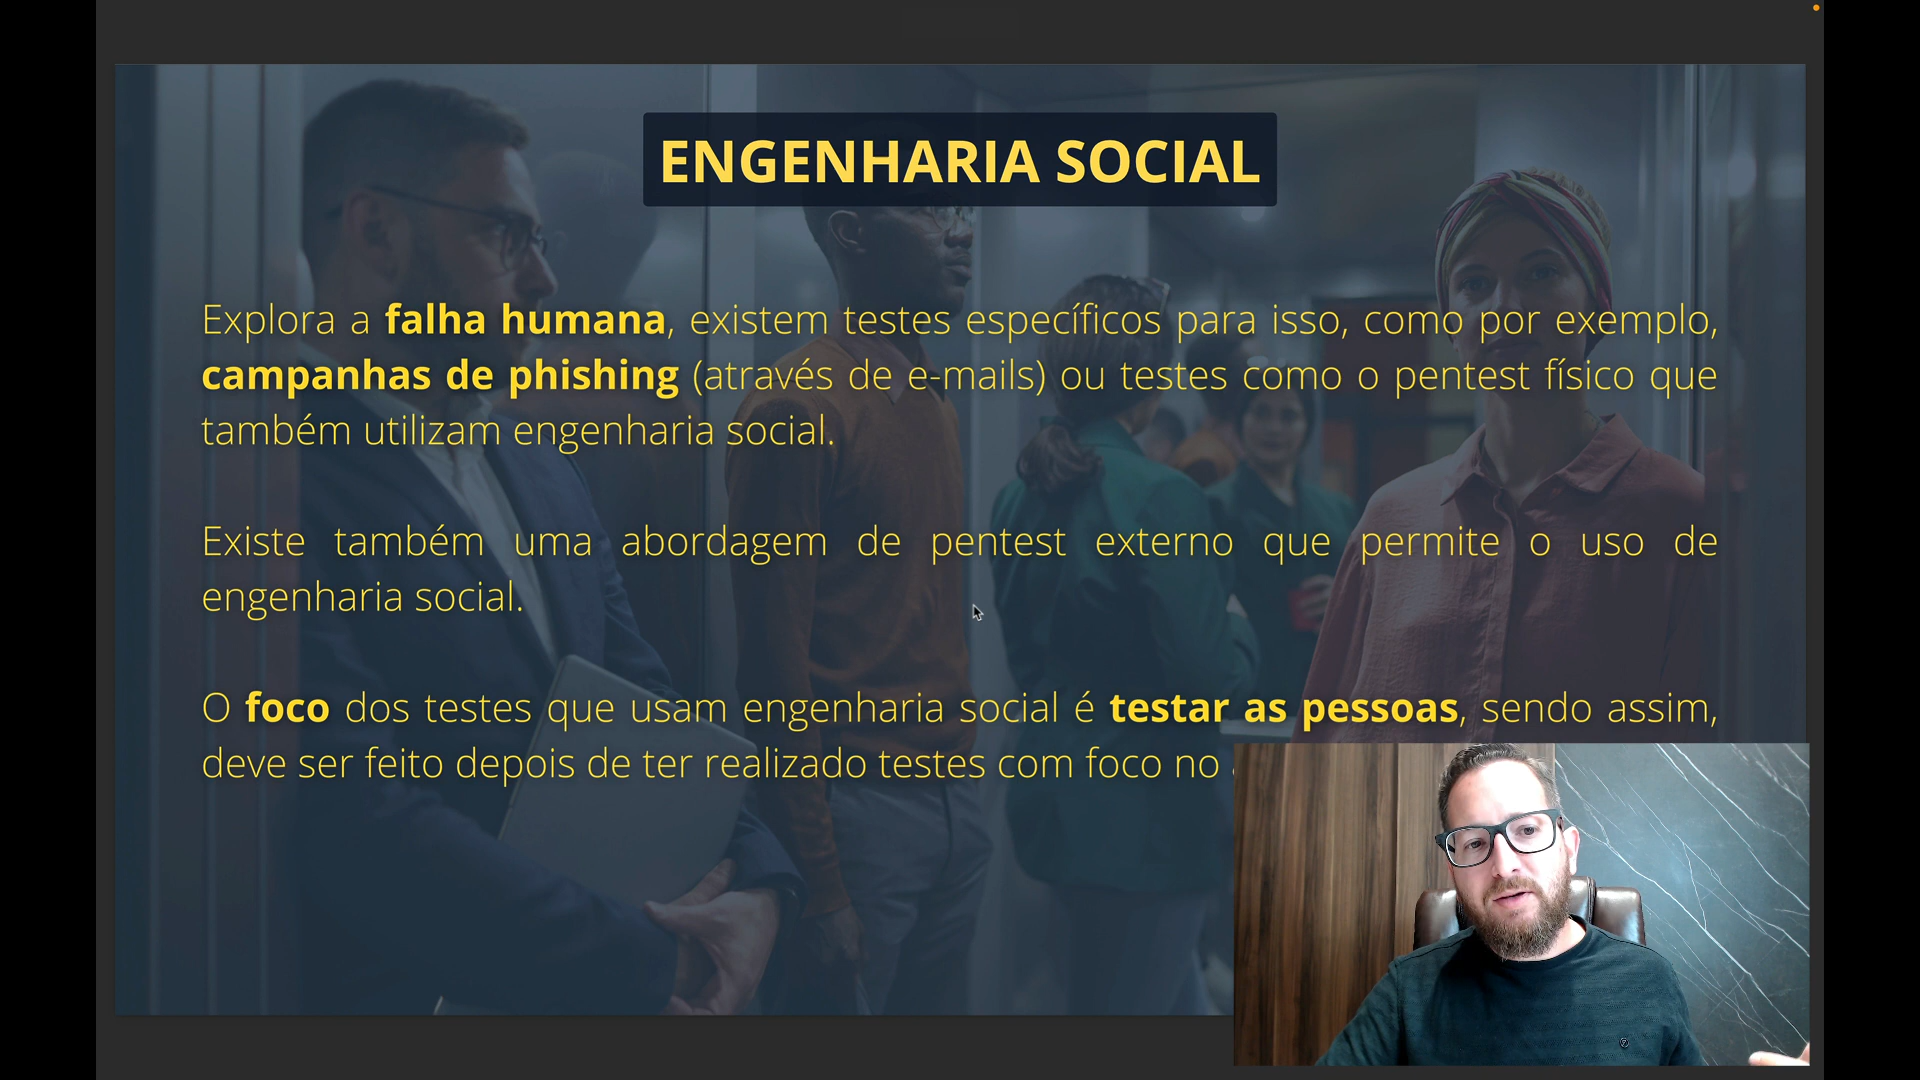 ENGENHARIA SOCIAL
Explora a falha humana, existem testes específicos para isso, como por exemplo,
campanhas de phishing (através de e-mails) ou testes como o pentest físico que
também utilizam engenharia social.
Existe também uma abordagem de pentest externo que permite o uso de
engenharia social.
O foco dos testes que usam engenharia social é testar as pessoas, sendo assim,
deve ser feito depois de ter realizado testes com foco no